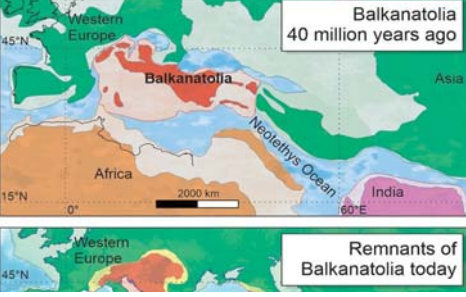 Western
Europe
Balkanatolia
40 million years ago
45°N
Balkanatolia
Asia
Neotethys Ocean
Africa
2000 km
India
15°N
0°
60°E
Western
Europe
Remnants of
Balkanatolia today
45°N